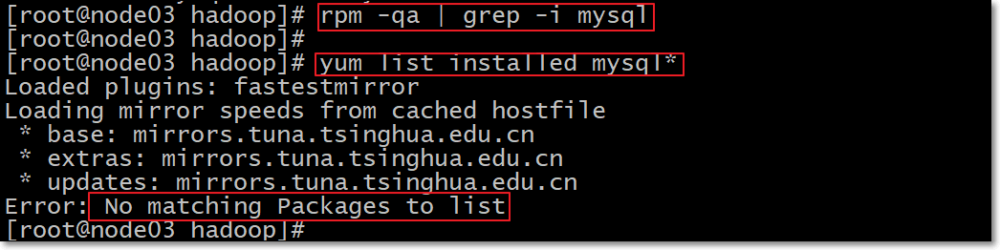 [root@node03 hadoop]# rpm -qa | grep -i mysql
[root@node03 hadoop]#
[root@node03 hadoop]# yum list installed mysql*
Loaded plugins: fastestmirror
Loading mirror speeds from cached hostfile
 * base: mirrors.tuna.tsinghua.edu.cn
 * extras: mirrors.tuna.tsinghua.edu.cn
 * updates: mirrors.tuna.tsinghua.edu.cn
Error: No matching Packages to list
[root@node03 hadoop]#